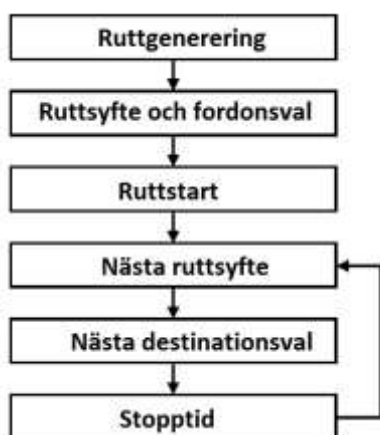 Ruttgenerering
Ruttsyfte och fordonsval
Ruttstart
Nästa ruttsyfte
Nästa destinationsval
Stopptid